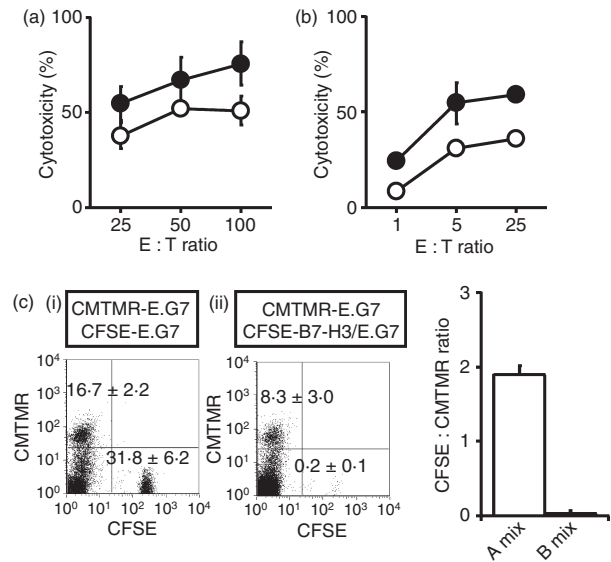 (a)
100
50
0
Cytotoxicity (%)
25 50 100
E : T ratio
(b)
100
50
0
Cytotoxicity (%)
1 5 25
E : T ratio
(c) (i)
CMTMR-E.G7
CFSE-E.G7
(ii)
CMTMR-E.G7
CFSE-B7-H3/E.G7
10⁴
10³
10²
10¹
10⁰
CMTMR
16·7 ± 2·2
31·8 ± 6·2
10⁰ 10¹ 10² 10³ 10⁴
CFSE
10⁴
10³
10²
10¹
10⁰
CMTMR
8·3 ± 3·0
0·2 ± 0·1
10⁰ 10¹ 10² 10³ 10⁴
CFSE
3
2
1
0
CFSE : CMTMR ratio
A mix
B mix